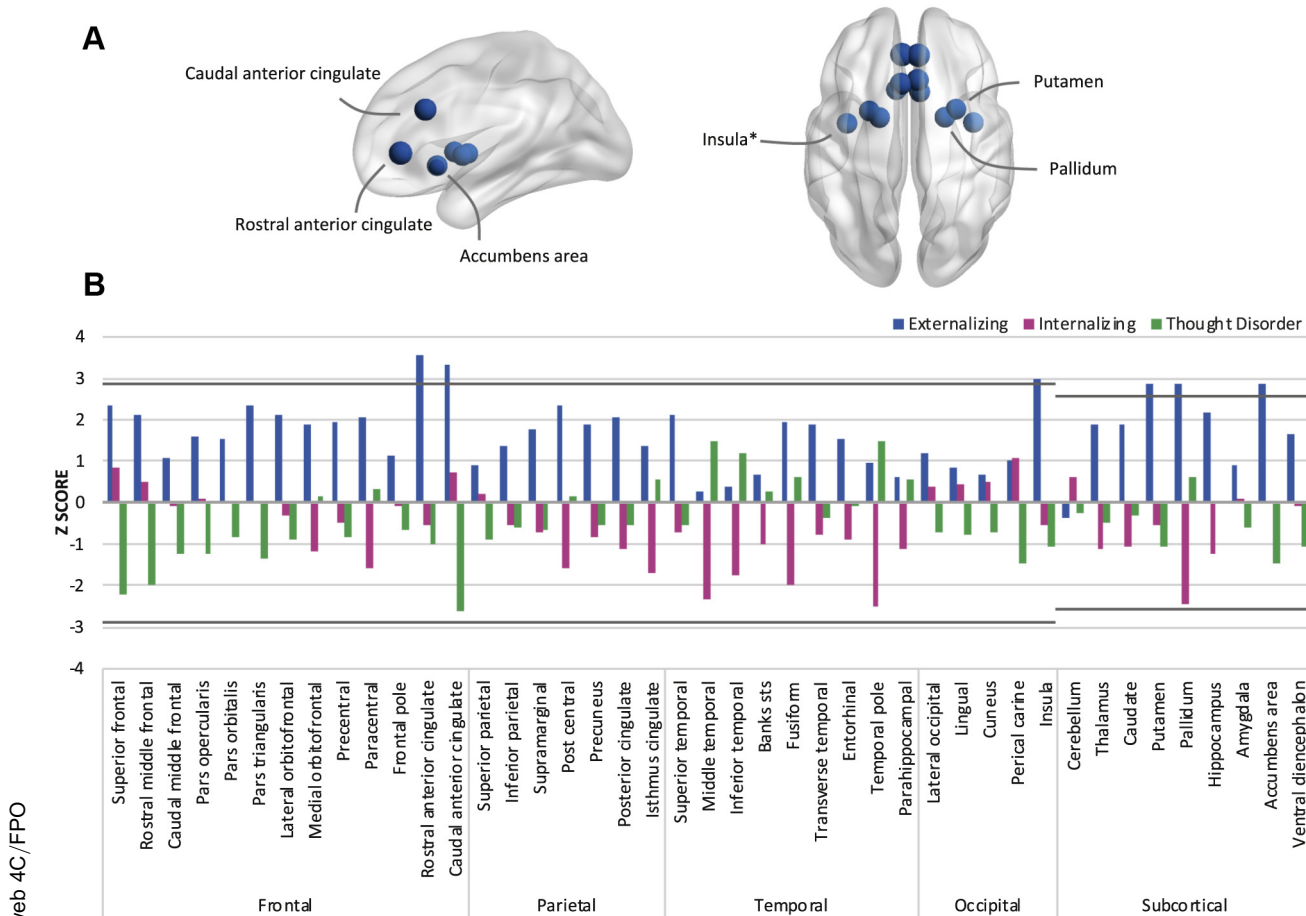 A
Caudal anterior cingulate
Rostral anterior cingulate
Accumbens area
Insula*
Putamen
Pallidum
B
Externalizing Internalizing Thought Disorder
Z SCORE
4
3
2
1
0
-1
-2
-3
-4
Superior frontal
Rostral middle frontal
Caudal middle frontal
Pars opercularis
Pars orbitalis
Pars triangularis
Lateral orbitofrontal
Medial orbitofrontal
Precentral
Paracentral
Frontal pole
Rostral anterior cingulate
Caudal anterior cingulate
Superior parietal
Inferior parietal
Supramarginal
Post central
Precuneus
Posterior cingulate
Isthmus cingulate
Superior temporal
Middle temporal
Inferior temporal
Banks sts
Fusiform
Transverse temporal
Entorhinal
Temporal pole
Parahippocampal
Lateral occipital
Lingual
Cuneus
Perical carine
Insula
Cerebellum
Thalamus
Caudate
Putamen
Pallidum
Hippocampus
Amygdala
Accumbens area
Ventral diencephalon
Frontal
Parietal
Temporal
Occipital
Subcortical
web 4C/FPO